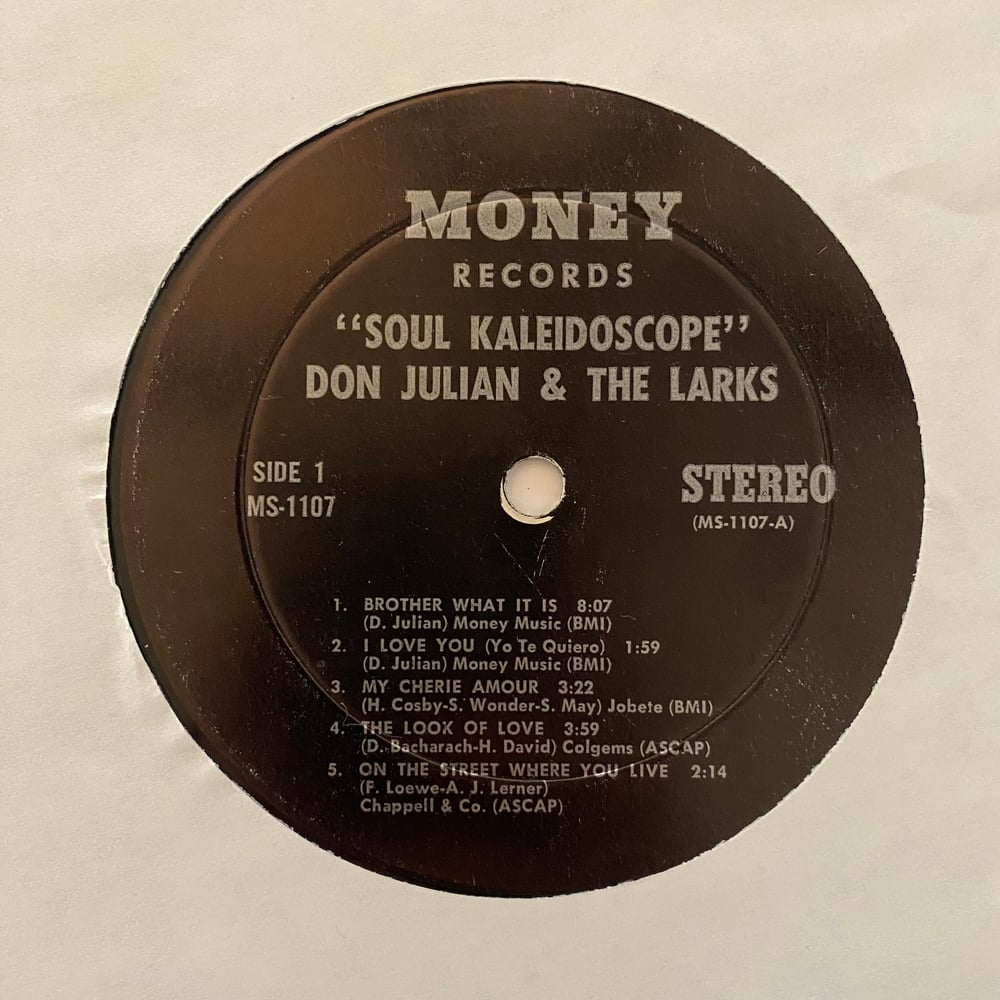 MONEY
RECORDS
“SOUL KALEIDOSCOPE”
DON JULIAN & THE LARKS
SIDE 1
MS-1107
STEREO
(MS-1107-A)
1. BROTHER WHAT IT IS 8:07
(D. Julian) Money Music (BMI)
2. I LOVE YOU (Yo Te Quiero) 1:59
(D. Julian) Money Music (BMI)
3. MY CHERIE AMOUR 3:22
(H. Cosby-S. Wonder-S. May) Jobete (BMI)
4. THE LOOK OF LOVE 3:59
(D. Bacharach-H. David) Colgems (ASCAP)
5. ON THE STREET WHERE YOU LIVE 2:14
(F. Loewe-A. J. Lerner)
Chappell & Co. (ASCAP)